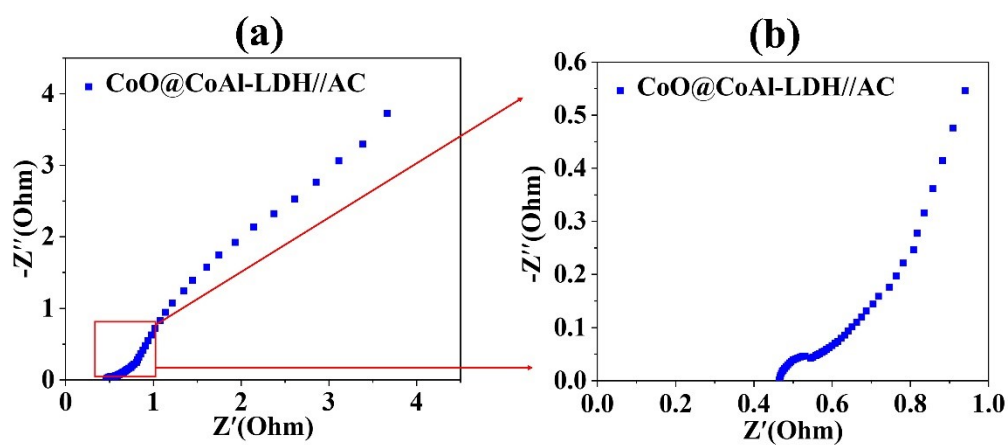 (a)
CoO@CoAl-LDH//AC
-Z′′(Ohm)
4
3
2
1
0
0 1 2 3 4
Z′(Ohm)
(b)
CoO@CoAl-LDH//AC
-Z′′(Ohm)
0.6
0.5
0.4
0.3
0.2
0.1
0.0
0.0 0.2 0.4 0.6 0.8 1.0
Z′(Ohm)